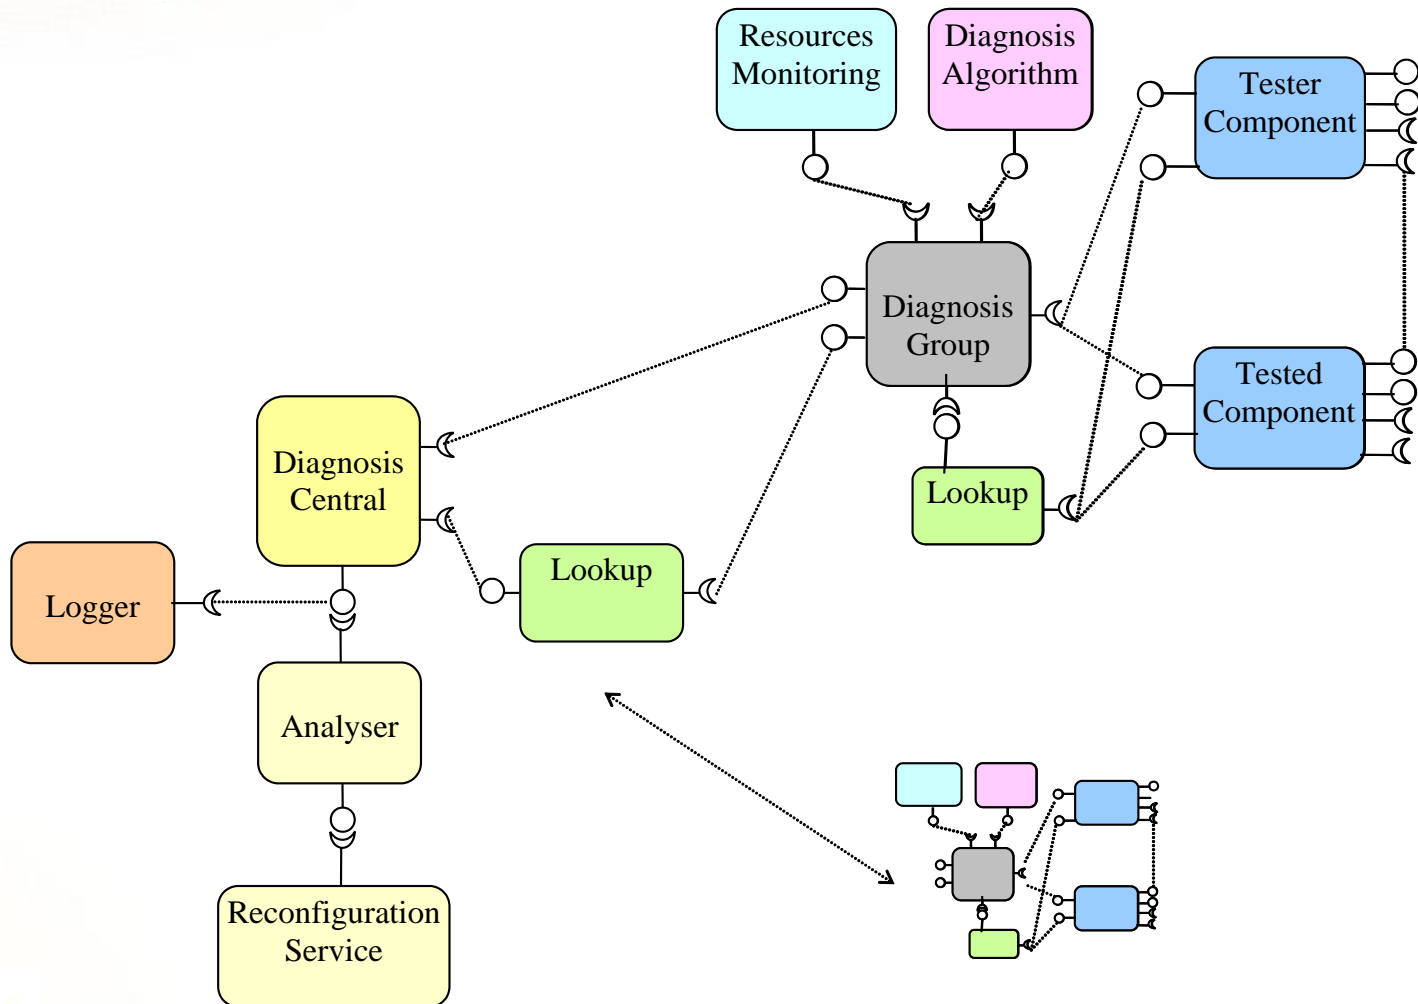 Resources
Monitoring
Diagnosis
Algorithm
Tester
Component
Diagnosis
Group
Tested
Component
Diagnosis
Central
Lookup
Lookup
Logger
Analyser
Reconfiguration
Service